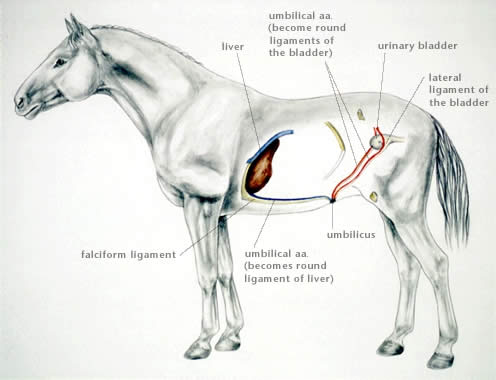 umbilical aa.
(become round
ligaments of
the bladder)
liver
urinary bladder
lateral
ligament of
the bladder
umbilicus
falciform ligament
umbilical aa.
(becomes round
ligament of liver)